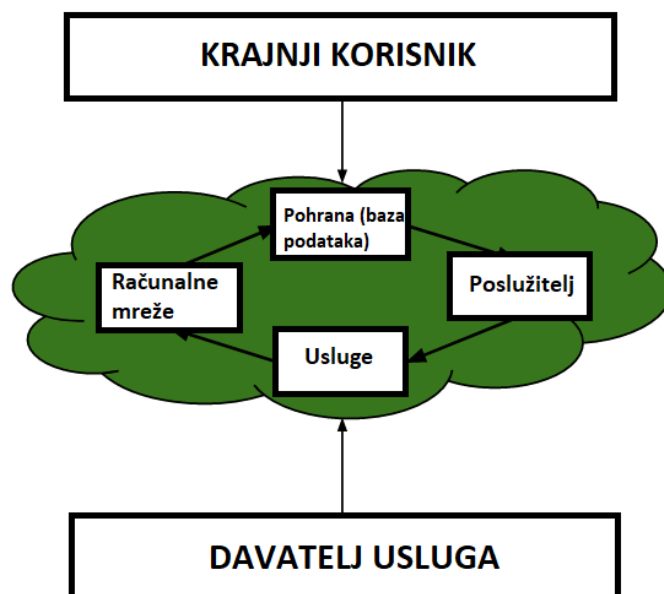 KRAJNJI KORISNIK
Pohrana (baza
podataka)
Računalne
mreže
Poslužitelj
Usluge
DAVATELJ USLUGA